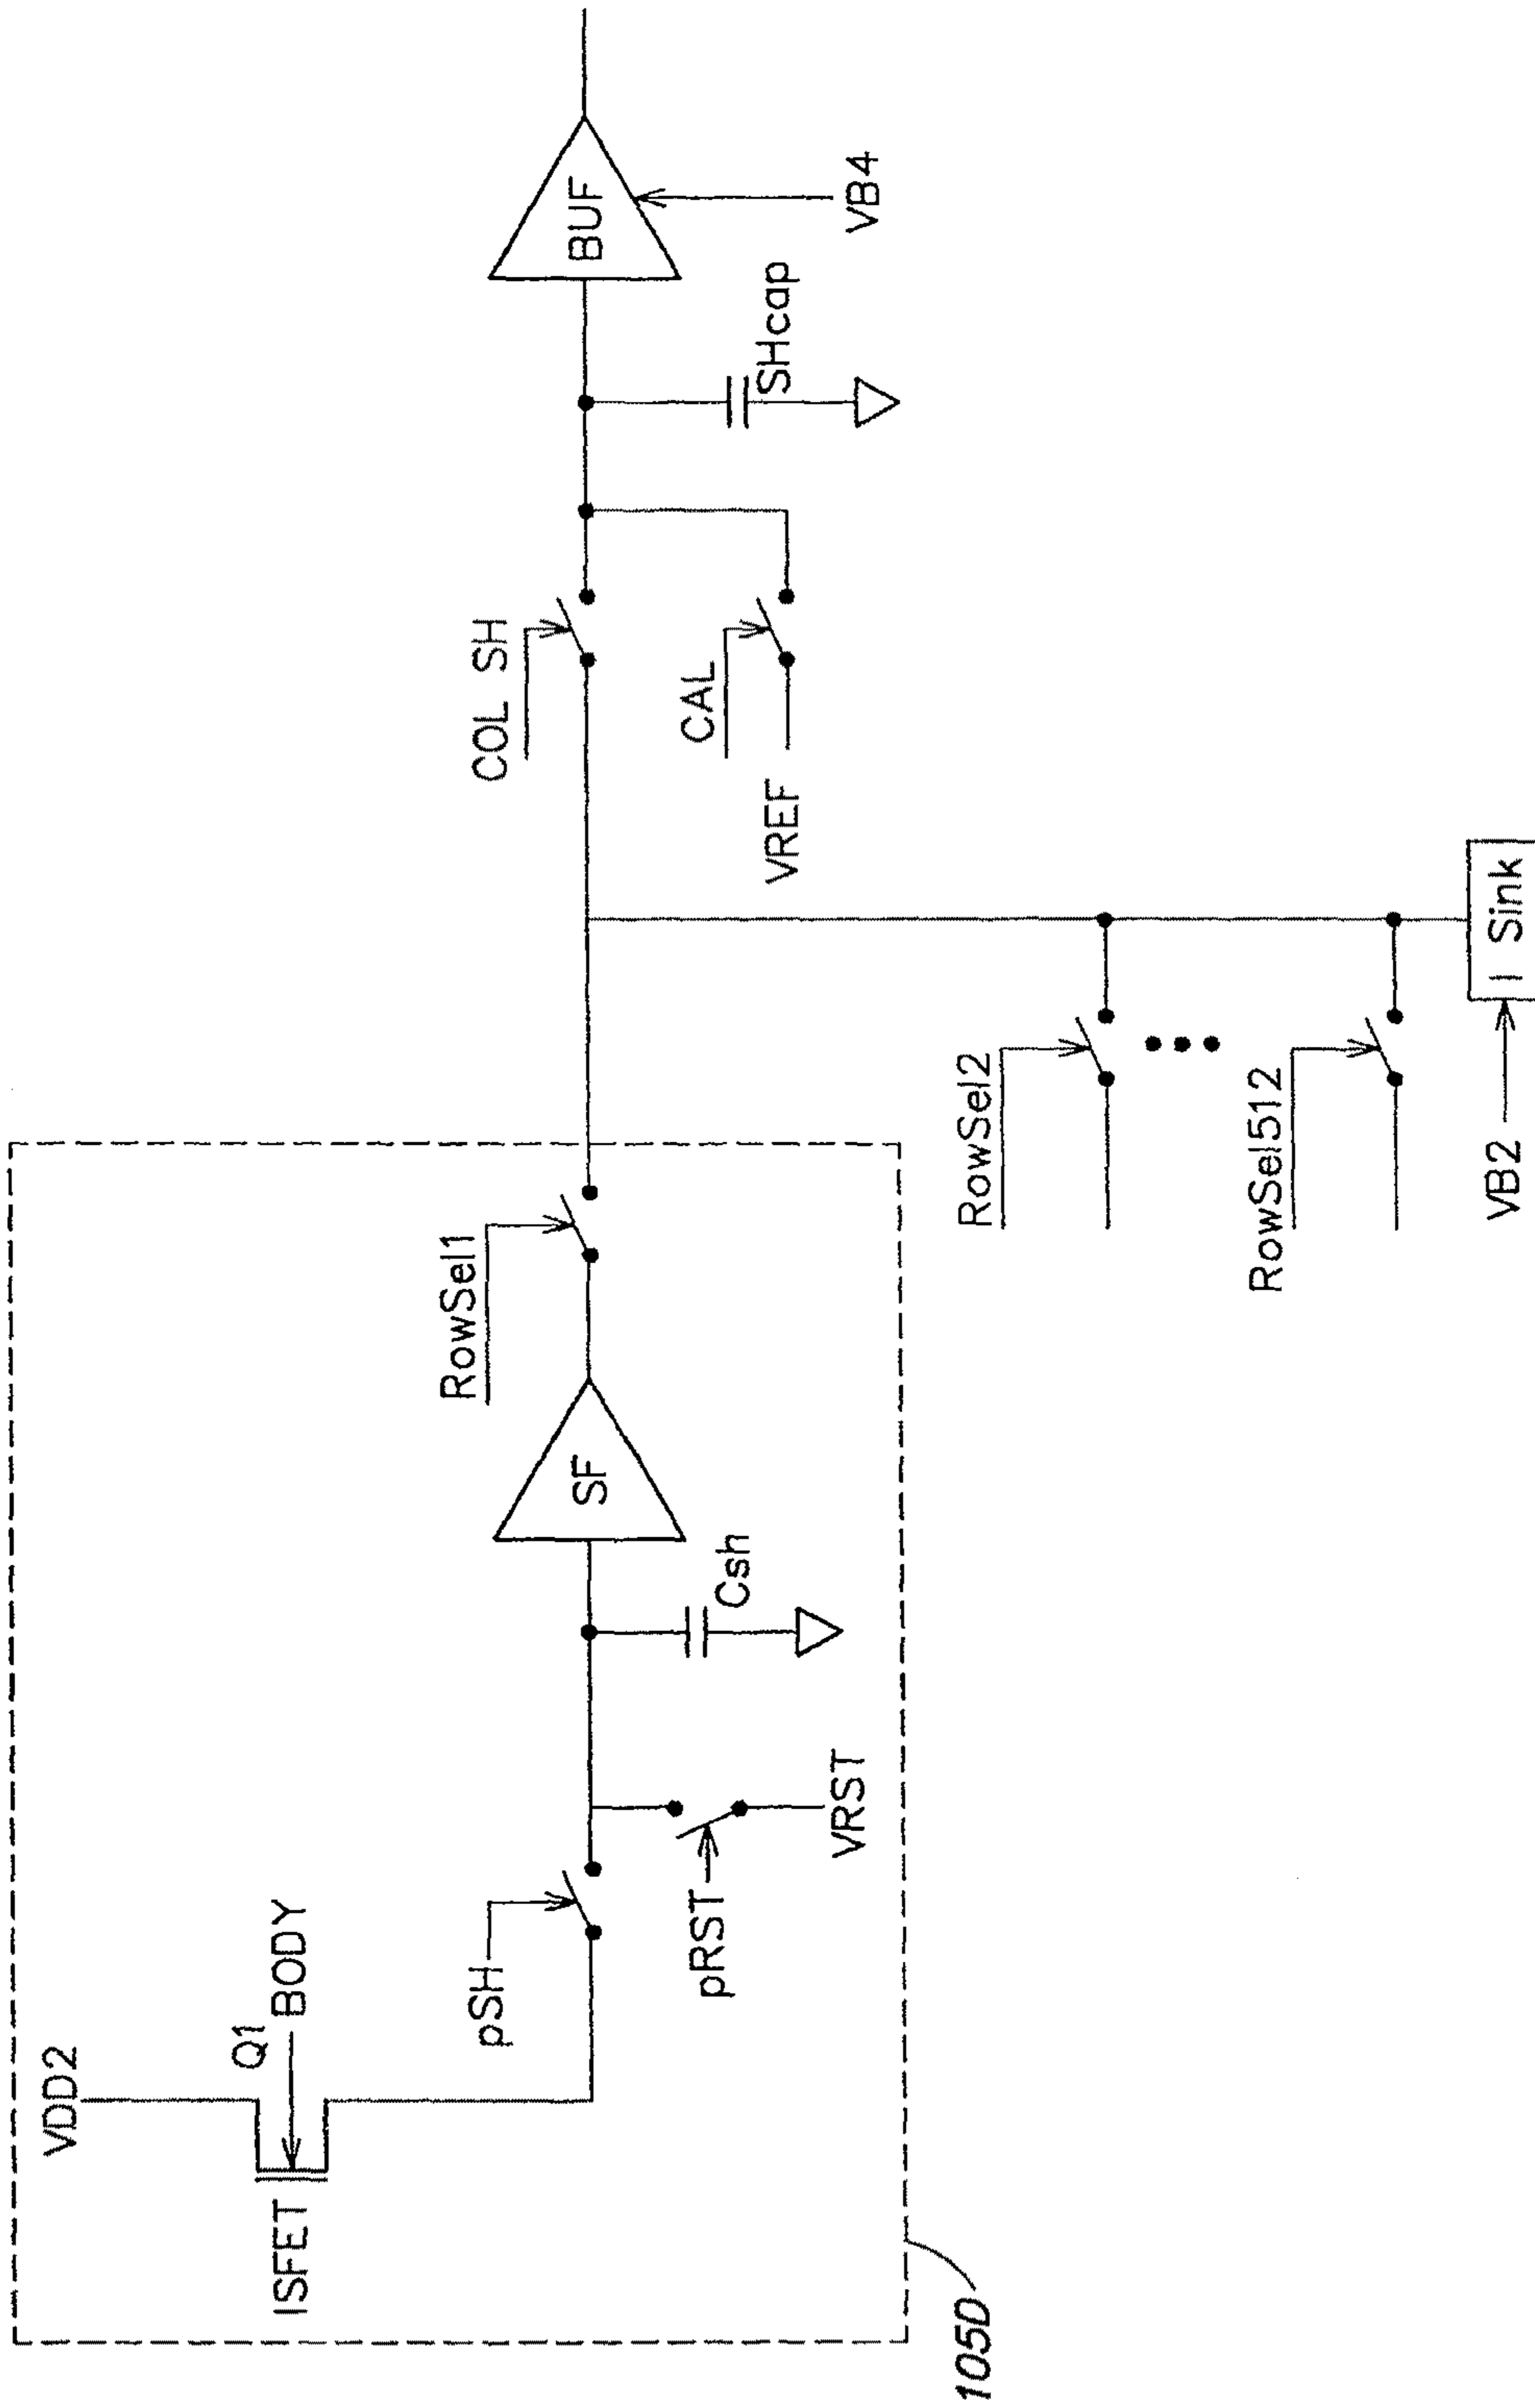 VDD2
Q1
ISFET
BODY
pSH
pRST
VRST
Csh
SF
RowSel1
COL SH
CAL
VREF
SHcap
BUF
VB4
RowSel2
RowSel512
VB2
I Sink
105D